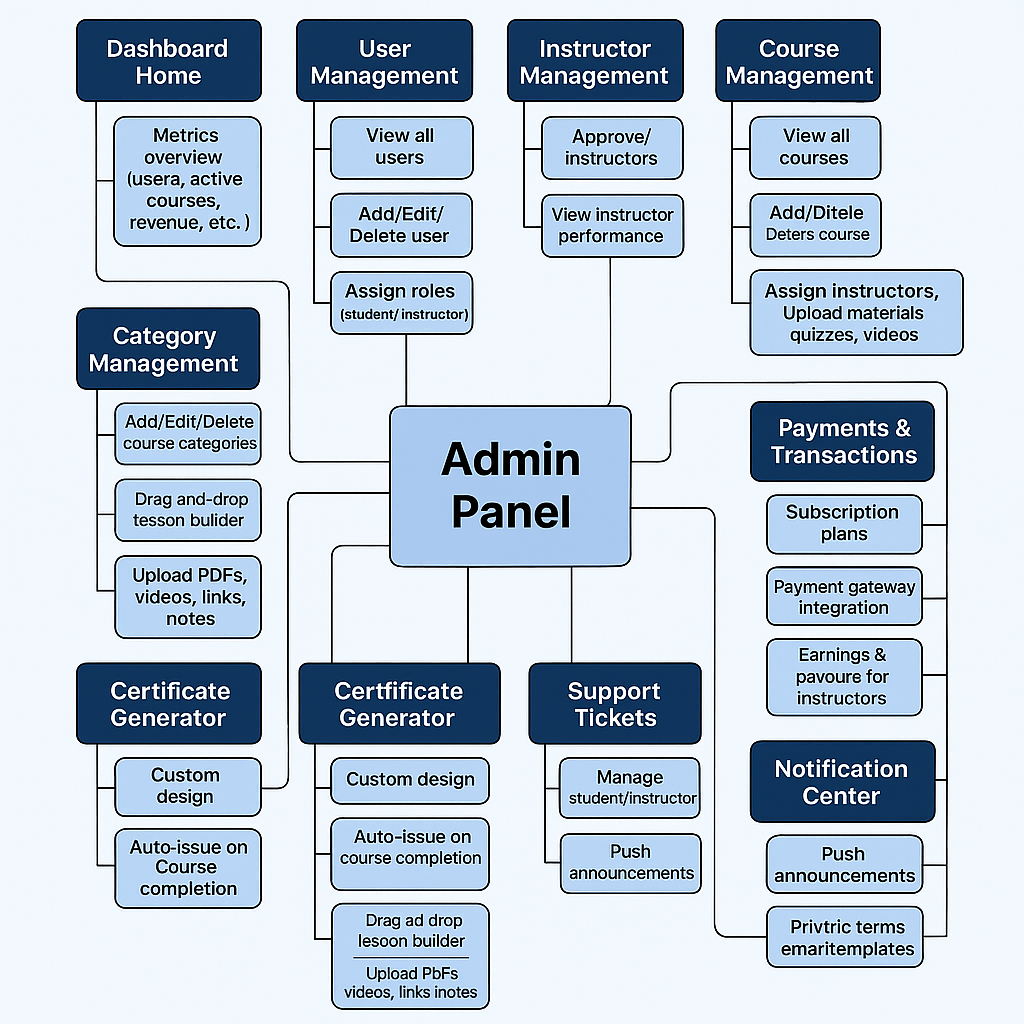 Dashboard
Home
Metrics
overview
(usera, active
courses,
revenue, etc. )
User
Management
View all
users
Add/Edit/
Delete user
Assign roles
(student/ instructor)
Instructor
Management
Approve/
instructors
View instructor
performance
Course
Management
View all
courses
Add/Ditele
Deters course
Assign instructors,
Upload materials
quizzes, videos
Category
Management
Add/Edit/Delete
course categories
Drag and-drop
tesson builder
Upload PDFs,
videos, links,
notes
Admin
Panel
Payments &
Transactions
Subscription
plans
Payment gateway
integration
Earnings &
pavoure for
instructors
Certificate
Generator
Custom
design
Auto-issue on
Course
completion
Certfificate
Generator
Custom design
Auto-issue on
course completion
Drag ad drop
lesoon builder
Upload PbFs
videos, links inotes
Support
Tickets
Manage
student/instructor
Push
announcements
Notification
Center
Push
announcements
Privtric terms
emaritemplates